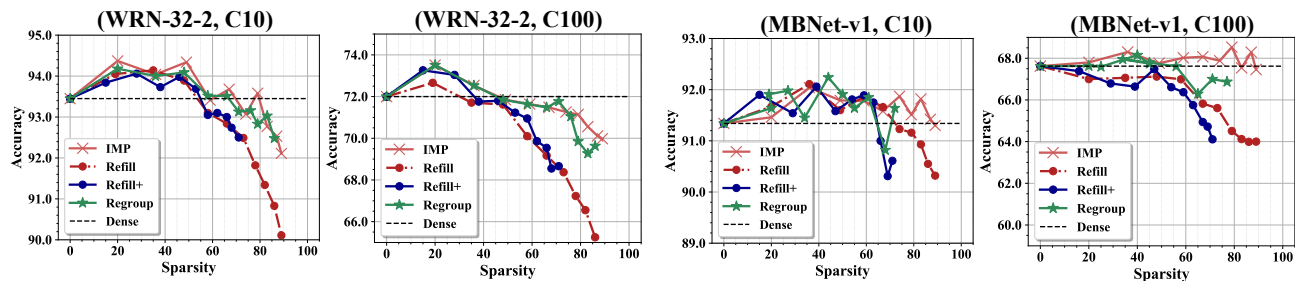 (WRN-32-2, C10)
Accuracy
95.0
94.0
93.0
92.0
91.0
90.0
IMP
Refill
Refill+
Regroup
Dense
0 20 40 60 80 100
Sparsity
(WRN-32-2, C100)
Accuracy
74.0
72.0
70.0
68.0
66.0
IMP
Refill
Refill+
Regroup
Dense
0 20 40 60 80 100
Sparsity
(MBNet-v1, C10)
Accuracy
93.0
92.0
91.0
90.0
89.0
IMP
Refill
Refill+
Regroup
Dense
0 20 40 60 80 100
Sparsity
(MBNet-v1, C100)
Accuracy
68.0
66.0
64.0
62.0
60.0
IMP
Refill
Refill+
Regroup
Dense
0 20 40 60 80 100
Sparsity